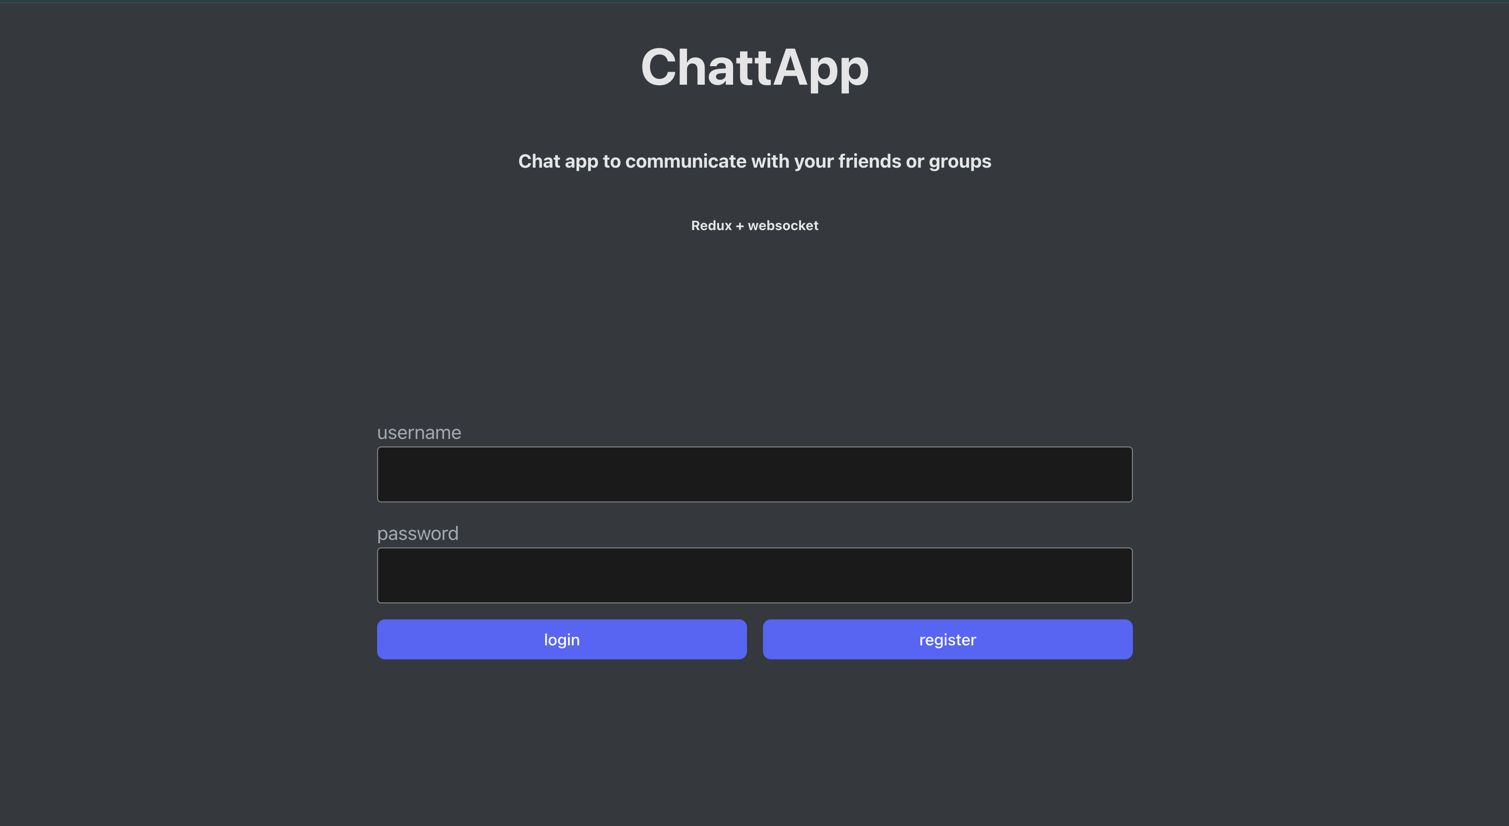 ChattApp
Chat app to communicate with your friends or groups
Redux + websocket
username
password
login
register